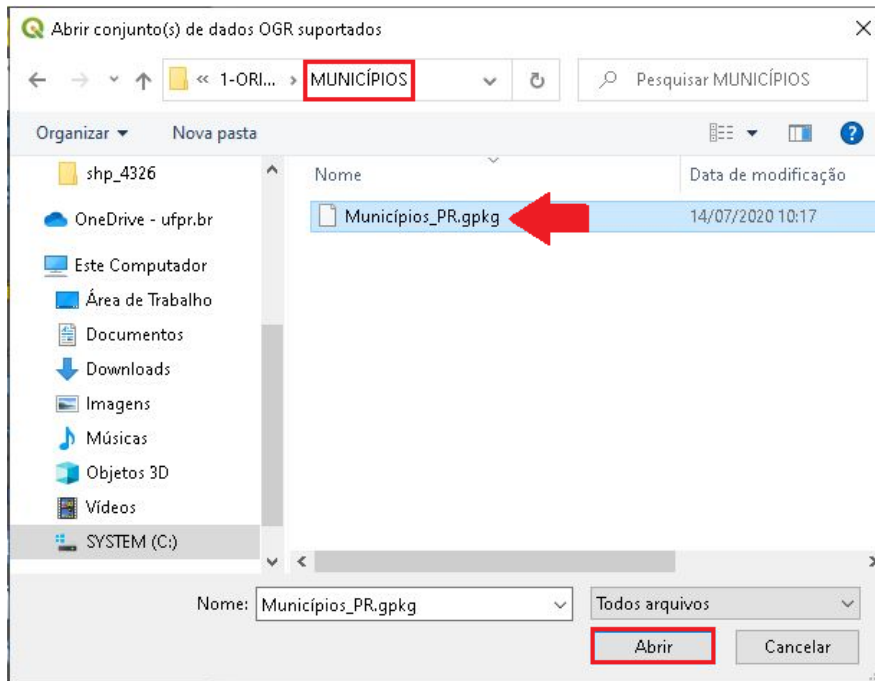 Abrir conjunto(s) de dados OGR suportados
« 1-ORI... › MUNICÍPIOS
Pesquisar MUNICÍPIOS
Organizar
Nova pasta
shp_4326
OneDrive - ufpr.br
Este Computador
Área de Trabalho
Documentos
Downloads
Imagens
Músicas
Objetos 3D
Vídeos
SYSTEM (C:)
Nome Data de modificação
Municípios_PR.gpkg 14/07/2020 10:17
Nome: Municípios_PR.gpkg Todos arquivos
Abrir Cancelar